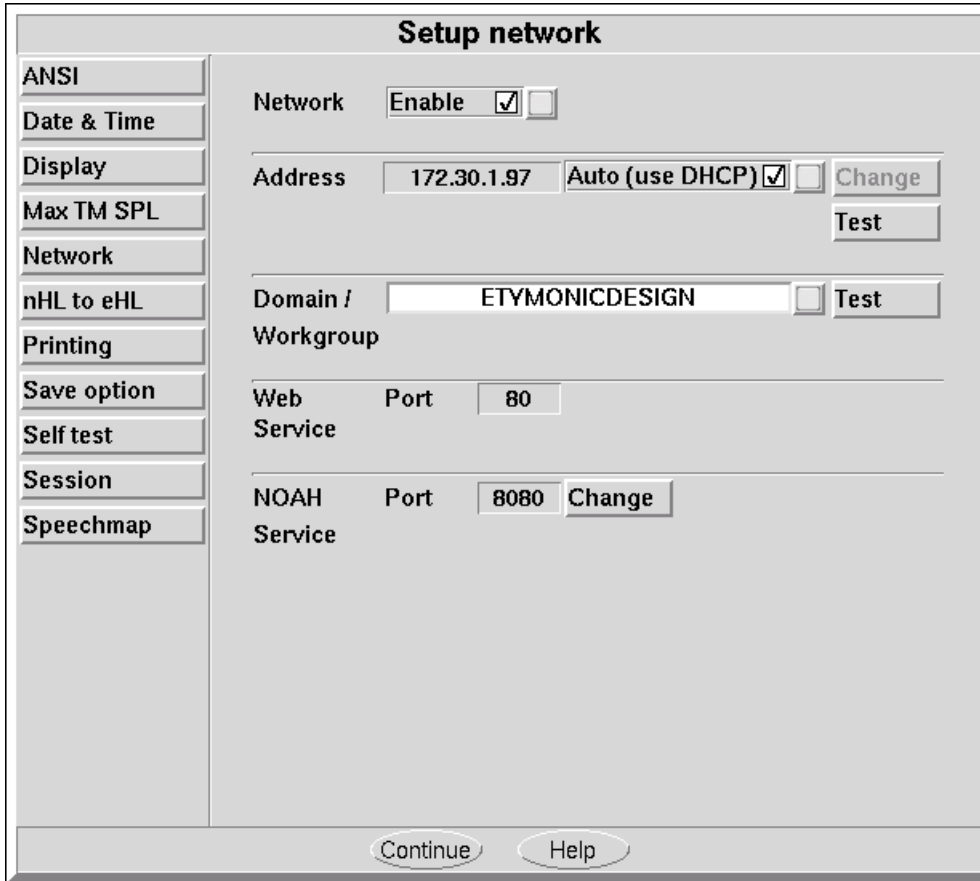 Setup network
ANSI
Date & Time
Display
Max TM SPL
Network
nHL to eHL
Printing
Save option
Self test
Session
Speechmap
Network Enable
Address 172.30.1.97 Auto (use DHCP) Change
Test
Domain / ETYMONICDESIGN Test
Workgroup
Web Port 80
Service
NOAH Port 8080 Change
Service
Continue Help